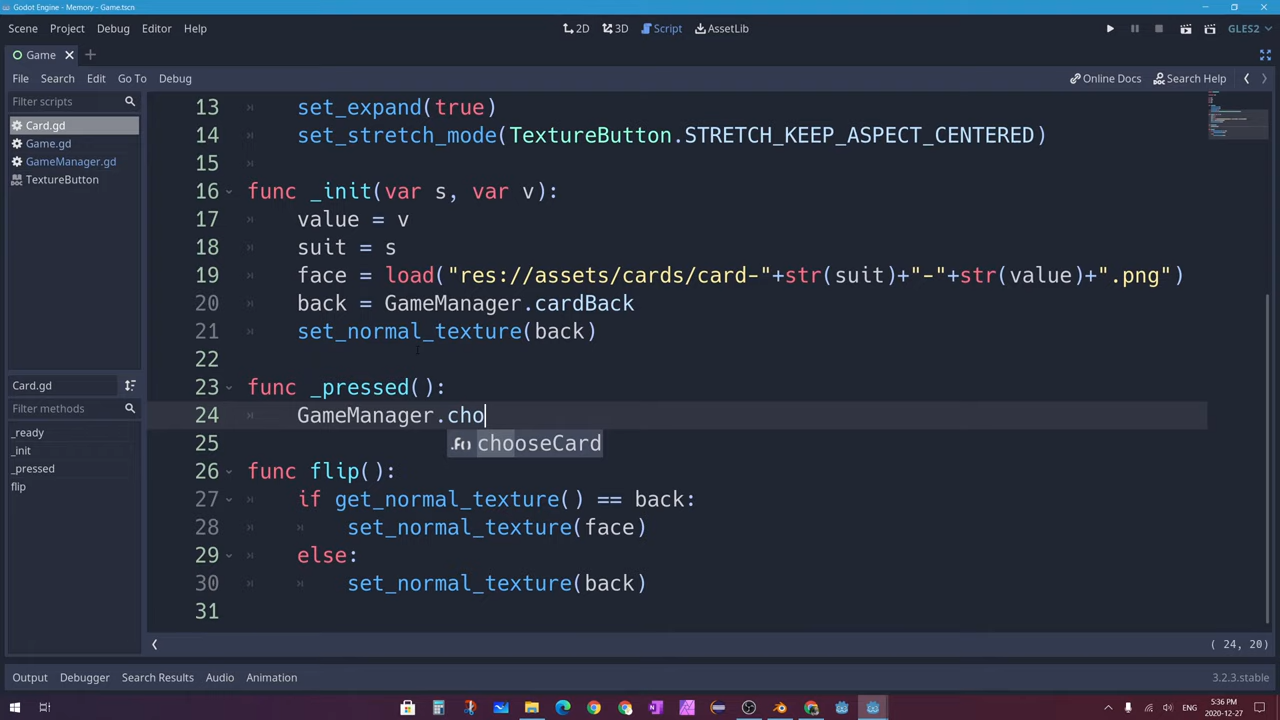 Godot Engine - Memory - Game.tscn
Scene Project Debug Editor Help
2D 3D Script AssetLib
GLES2
Game
File Search Edit Go To Debug
Online Docs Search Help
Filter scripts
Card.gd
Game.gd
GameManager.gd
TextureButton
Card.gd
Filter methods
_ready
_init
_pressed
flip
13 set_expand(true)
14 set_stretch_mode(TextureButton.STRETCH_KEEP_ASPECT_CENTERED)
15
16 func _init(var s, var v):
17 value = v
18 suit = s
19 face = load("res://assets/cards/card-"+str(suit)+"-"+str(value)+".png")
20 back = GameManager.cardBack
21 set_normal_texture(back)
22
23 func _pressed():
24 GameManager.cho
.f() chooseCard
25
26 func flip():
27 if get_normal_texture() == back:
28 set_normal_texture(face)
29 else:
30 set_normal_texture(back)
31
( 24, 20)
Output Debugger Search Results Audio Animation
3.2.3.stable
ENG
5:36 PM
2020-12-27